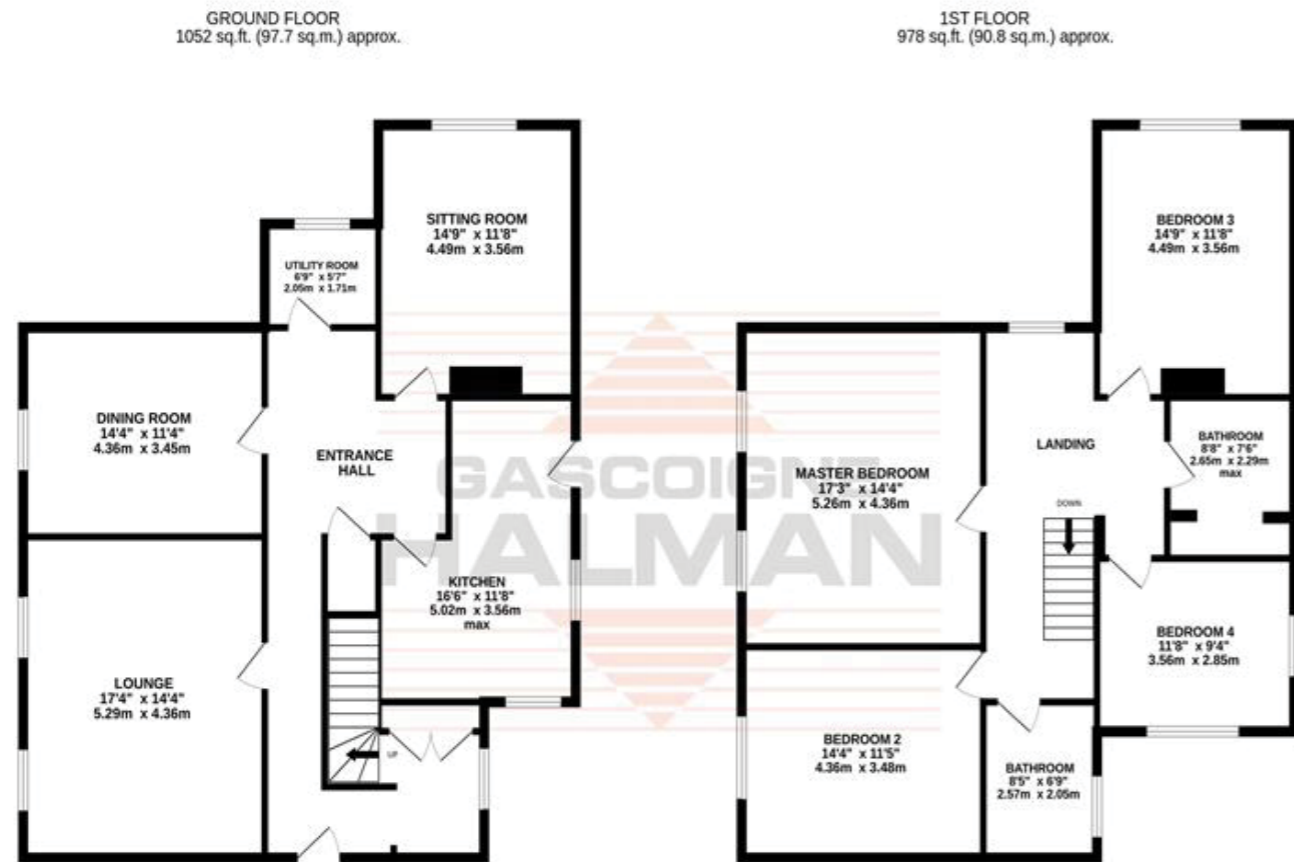 GROUND FLOOR
1052 sq.ft. (97.7 sq.m.) approx.
SITTING ROOM
14'9" x 11'8"
4.49m x 3.56m
UTILITY ROOM
6'9" x 5'7"
2.05m x 1.71m
DINING ROOM
14'4" x 11'4"
4.36m x 3.45m
ENTRANCE
HALL
KITCHEN
16'6" x 11'8"
5.02m x 3.56m
max
LOUNGE
17'4" x 14'4"
5.29m x 4.36m
UP
1ST FLOOR
978 sq.ft. (90.8 sq.m.) approx.
BEDROOM 3
14'9" x 11'8"
4.49m x 3.56m
LANDING
BATHROOM
8'8" x 7'6"
2.65m x 2.29m
max
MASTER BEDROOM
17'3" x 14'4"
5.26m x 4.36m
DOWN
BEDROOM 4
11'8" x 9'4"
3.56m x 2.85m
BEDROOM 2
14'4" x 11'5"
4.36m x 3.48m
BATHROOM
8'5" x 6'9"
2.57m x 2.05m
GASCOIGNE
HALMAN